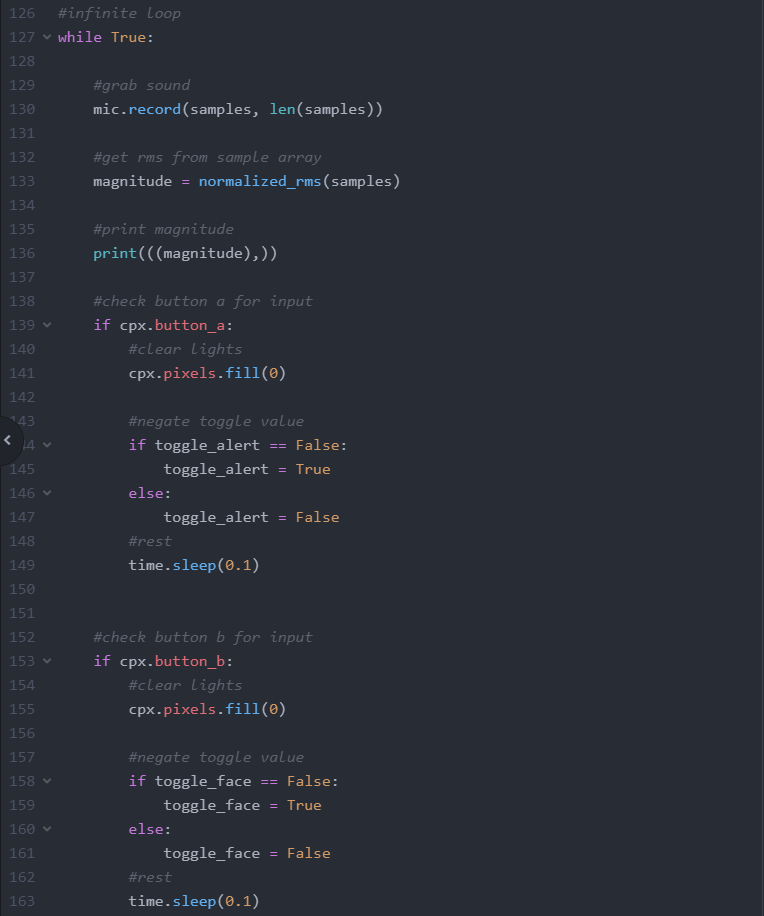 126 #infinite loop
127 while True:
128
129     #grab sound
130     mic.record(samples, len(samples))
131
132     #get rms from sample array
133     magnitude = normalized_rms(samples)
134
135     #print magnitude
136     print(((magnitude),))
137
138     #check button a for input
139     if cpx.button_a:
140         #clear lights
141         cpx.pixels.fill(0)
142
143         #negate toggle value
44         if toggle_alert == False:
145             toggle_alert = True
146         else:
147             toggle_alert = False
148         #rest
149         time.sleep(0.1)
150
151
152     #check button b for input
153     if cpx.button_b:
154         #clear lights
155         cpx.pixels.fill(0)
156
157         #negate toggle value
158         if toggle_face == False:
159             toggle_face = True
160         else:
161             toggle_face = False
162         #rest
163         time.sleep(0.1)